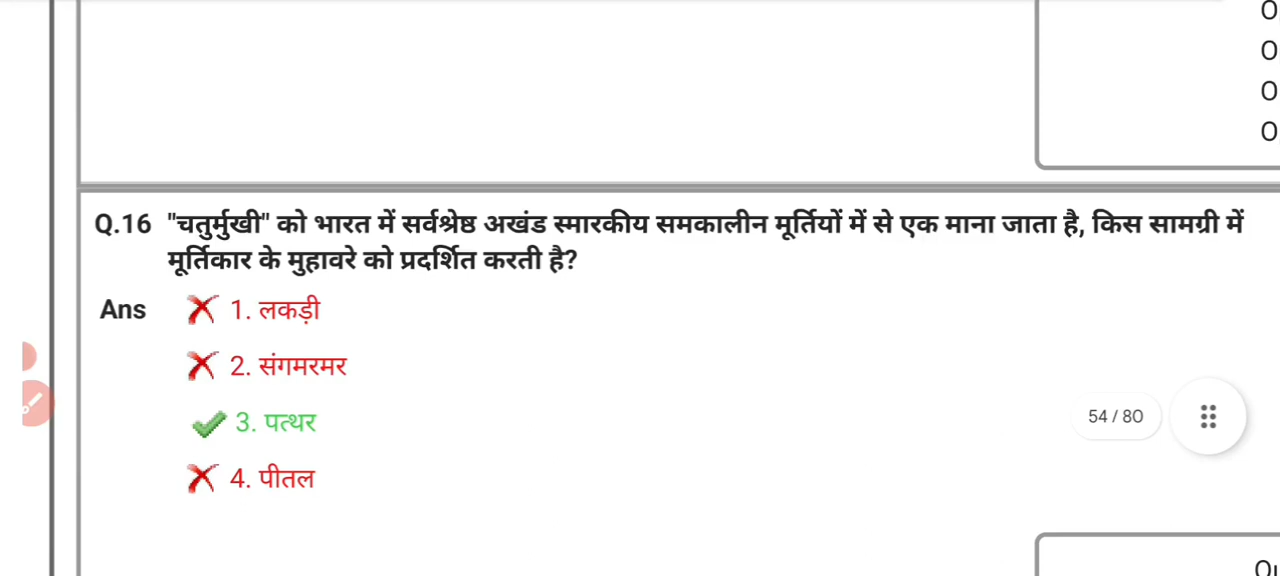 O
O
O
O
Q.16 "चतुर्मुखी" को भारत में सर्वश्रेष्ठ अखंड स्मारकीय समकालीन मूर्तियों में से एक माना जाता है, किस सामग्री में
मूर्तिकार के मुहावरे को प्रदर्शित करती है?
Ans 1. लकड़ी
2. संगमरमर
3. पत्थर
54 / 80
4. पीतल